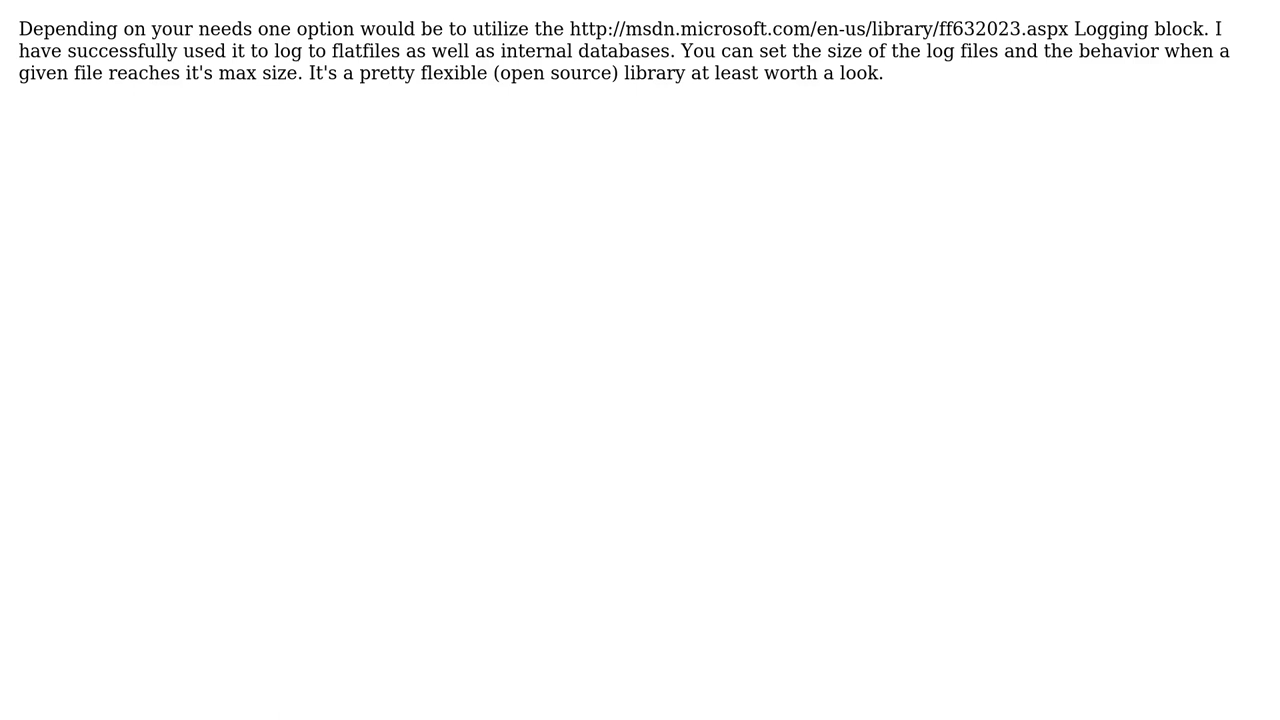 Depending on your needs one option would be to utilize the http://msdn.microsoft.com/en-us/library/ff632023.aspx Logging block. I
have successfully used it to log to flatfiles as well as internal databases. You can set the size of the log files and the behavior when a
given file reaches it's max size. It's a pretty flexible (open source) library at least worth a look.